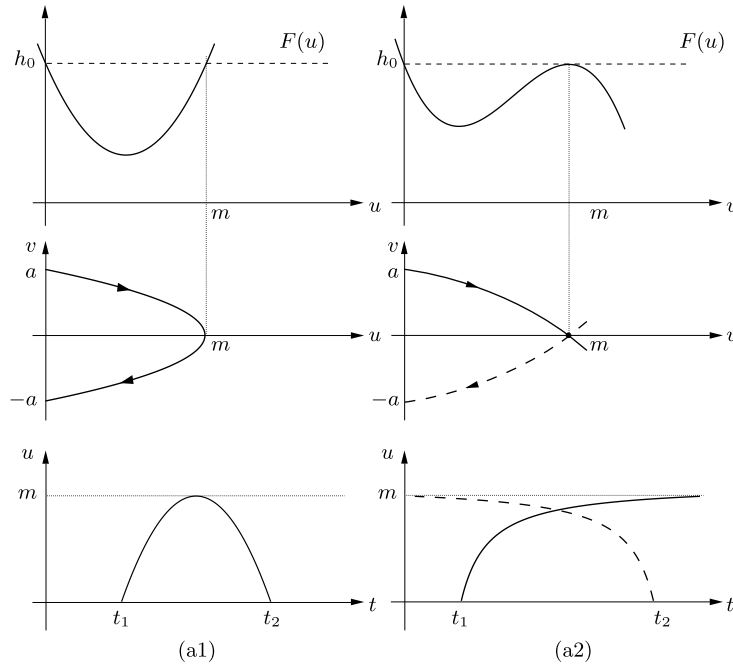 F(u) F(u)
h₀ h₀
m u m u
v v
a a
m u m u
−a −a
u u
m m
t₁ t₂ t t₁ t₂ t
(a1) (a2)